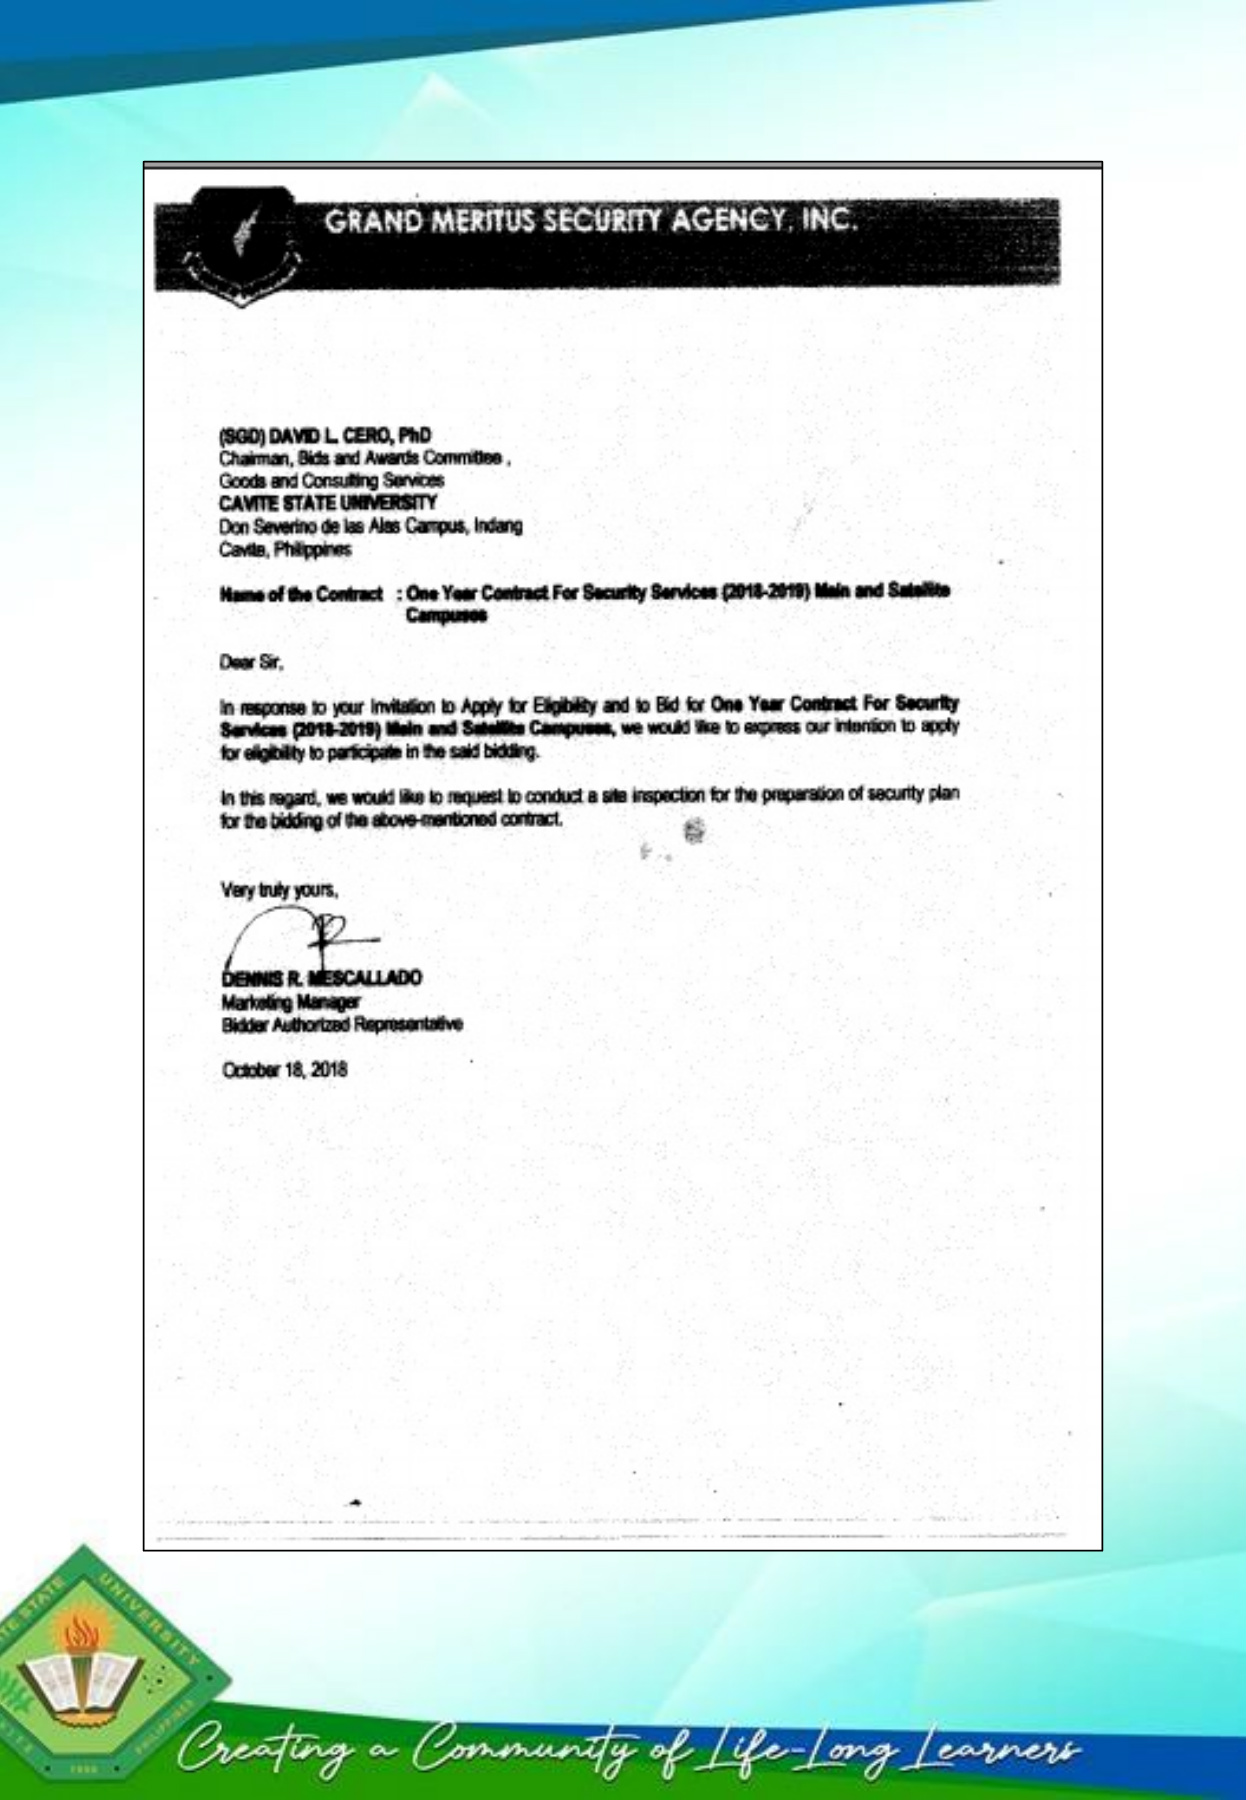 GRAND MERITUS SECURITY AGENCY, INC.
(SGD) DAVID L. CERO, PhD
Chairman, Bids and Awards Committee ,
Goods and Consulting Services
CAVITE STATE UNIVERSITY
Don Severino de las Alas Campus, Indang
Cavite, Philippines
Name of the Contract : One Year Contract For Security Services (2018-2019) Main and Satellite
Campuses
Dear Sir,
In response to your Invitation to Apply for Eligibility and to Bid for One Year Contract For Security
Services (2018-2019) Main and Satellite Campuses, we would like to express our intention to apply
for eligibility to participate in the said bidding.
In this regard, we would like to request to conduct a site inspection for the preparation of security plan
for the bidding of the above-mentioned contract.
Very truly yours,
DENNIS R. MESCALLADO
Marketing Manager
Bidder Authorized Representative
October 18, 2018
STATE UNIVERSITY
PHILIPPINES
1906
Creating a Community of Life-Long Learners